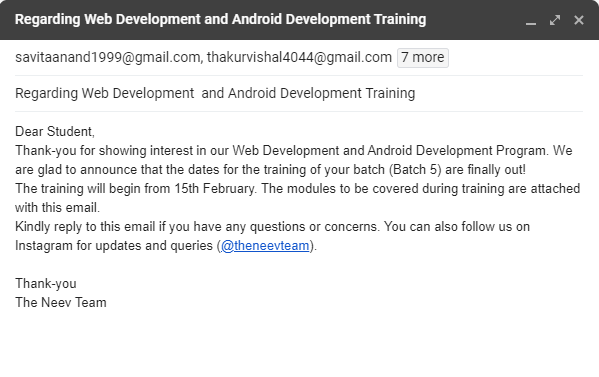 Regarding Web Development and Android Development Training
savitaanand1999@gmail.com, thakurvishal4044@gmail.com 7 more
Regarding Web Development  and Android Development Training
Dear Student,
Thank-you for showing interest in our Web Development and Android Development Program. We
are glad to announce that the dates for the training of your batch (Batch 5) are finally out!
The training will begin from 15th February. The modules to be covered during training are attached
with this email.
Kindly reply to this email if you have any questions or concerns. You can also follow us on
Instagram for updates and queries (@theneevteam).
Thank-you
The Neev Team